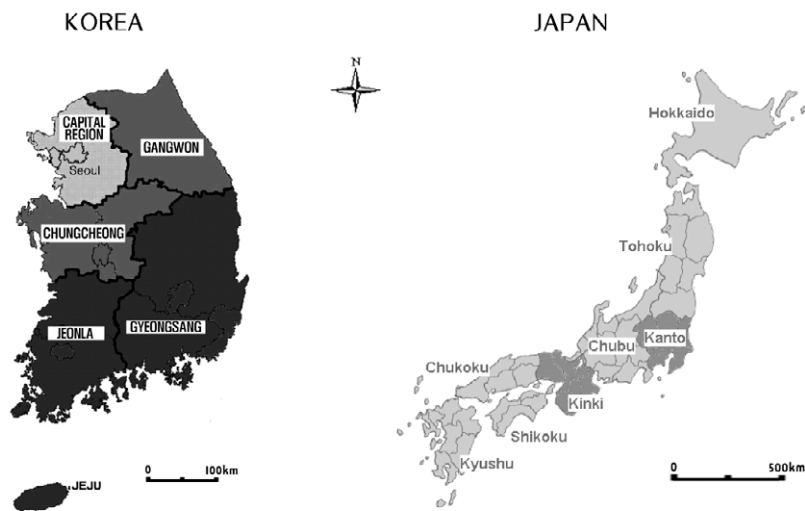 KOREA
JAPAN
N
CAPITAL
REGION
Seoul
GANGWON
CHUNGCHEONG
JEONLA
GYEONGSANG
JEJU
0 100km
Hokkaido
Tohoku
Kanto
Chubu
Chukoku
Kinki
Shikoku
Kyushu
0 500km